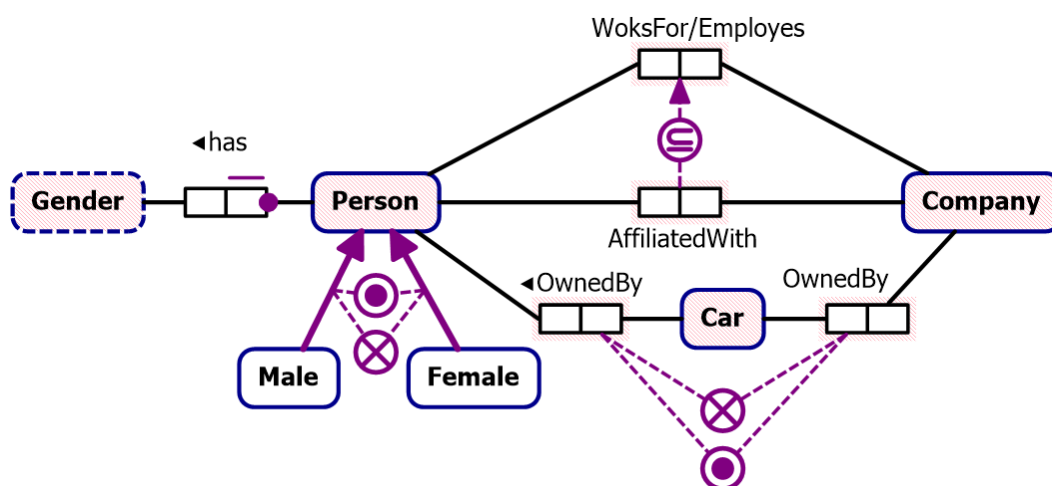 WoksFor/Employes
◄has
Gender
Person
Company
AffiliatedWith
◄OwnedBy
OwnedBy
Car
Male
Female